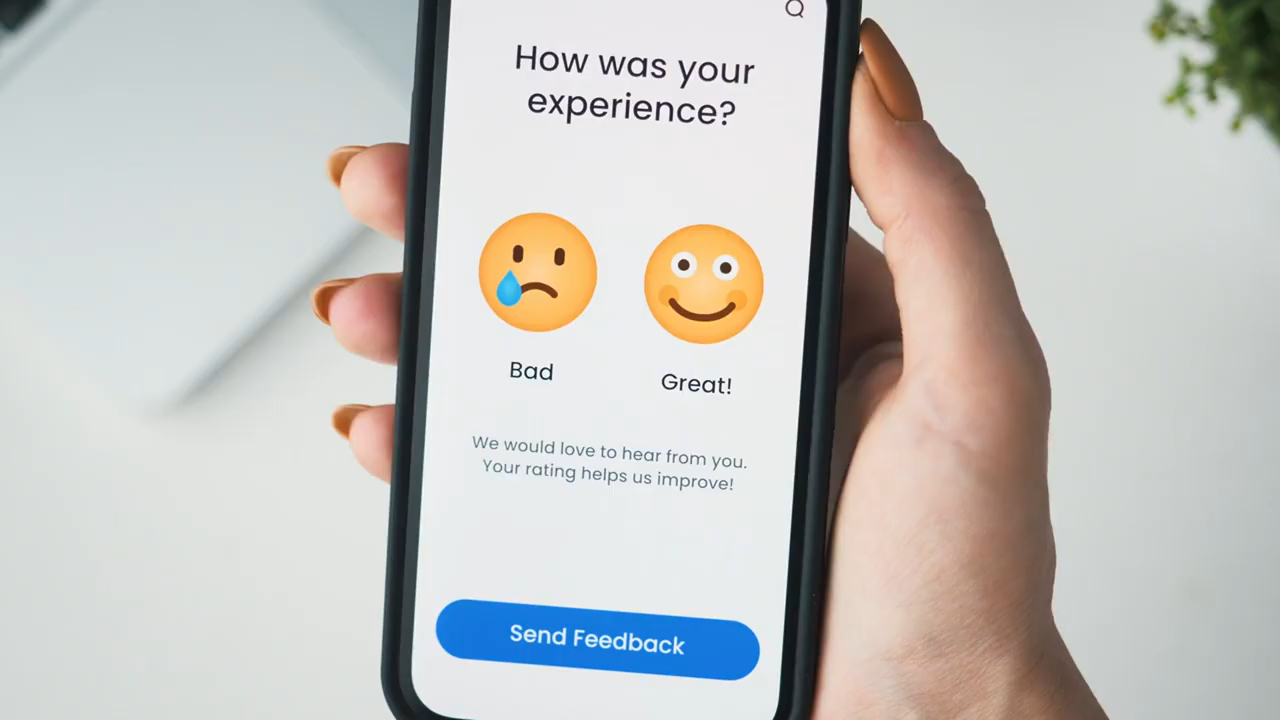 How was your
experience?
Bad
Great!
We would love to hear from you.
Your rating helps us improve!
Send Feedback